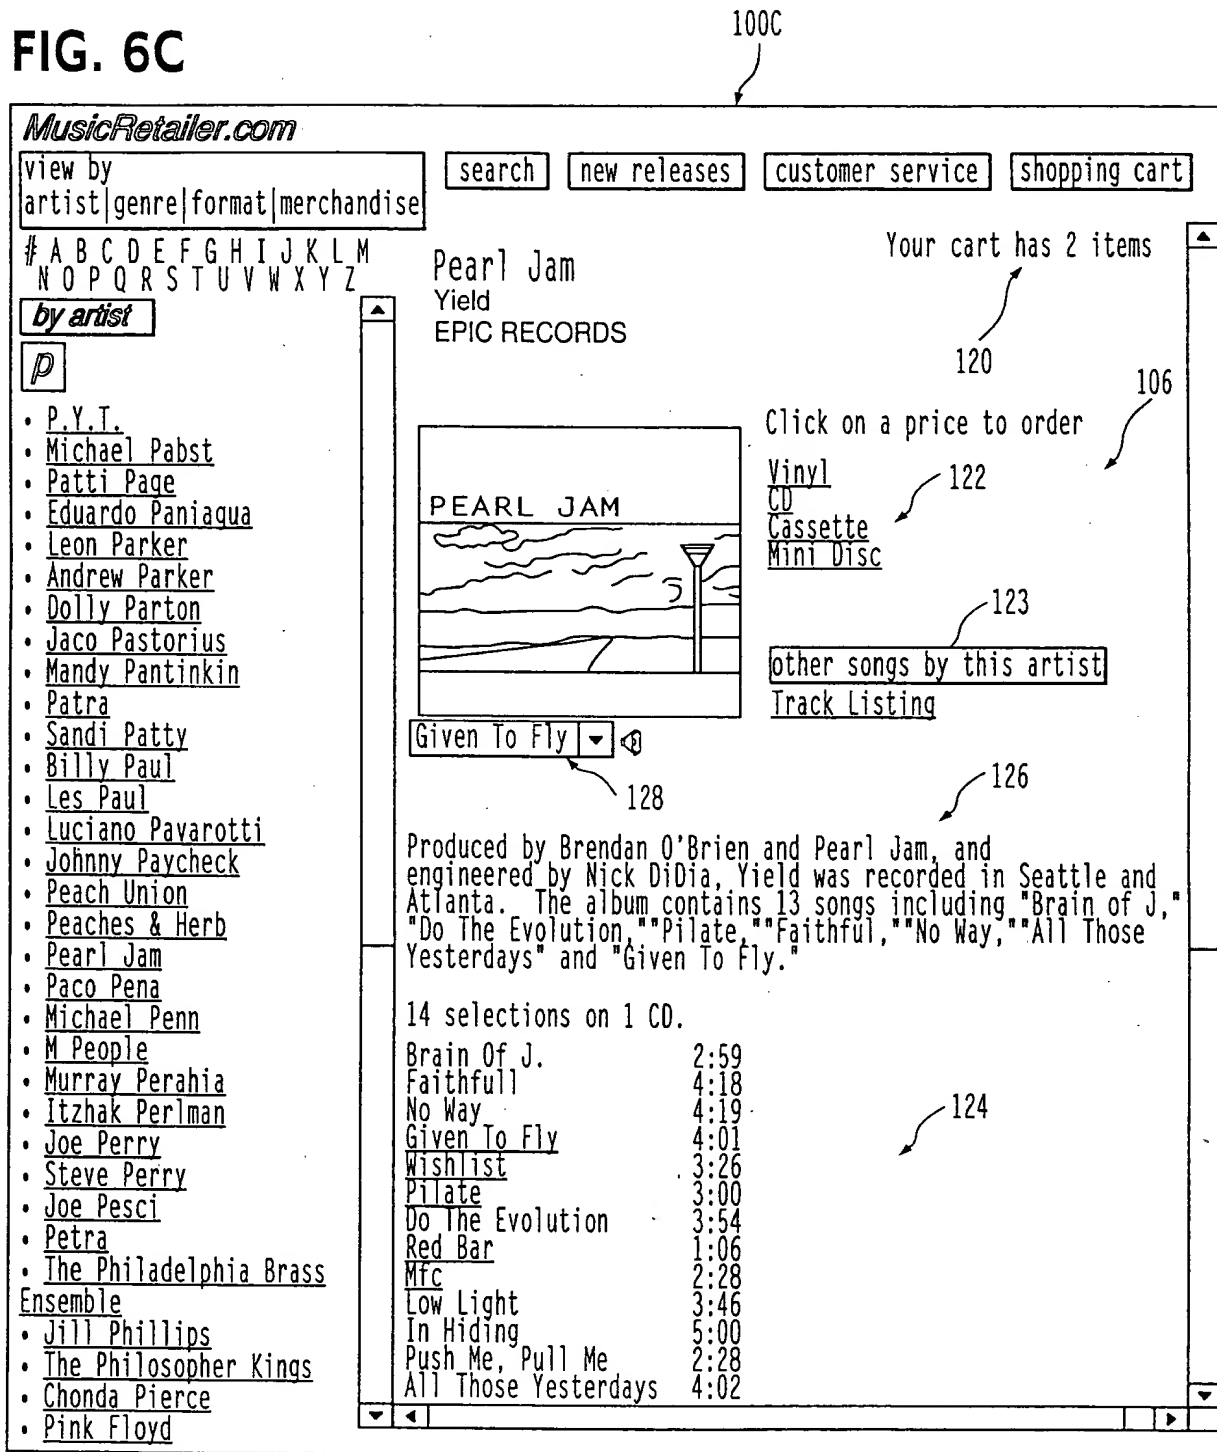 FIG. 6C
100C
MusicRetailer.com
view by
artist|genre|format|merchandise
search
new releases
customer service
shopping cart
# A B C D E F G H I J K L M
N O P Q R S T U V W X Y Z
by artist
p
• P.Y.T.
• Michael Pabst
• Patti Page
• Eduardo Paniagua
• Leon Parker
• Andrew Parker
• Dolly Parton
• Jaco Pastorius
• Mandy Pantinkin
• Patra
• Sandi Patty
• Billy Paul
• Les Paul
• Luciano Pavarotti
• Johnny Paycheck
• Peach Union
• Peaches & Herb
• Pearl Jam
• Paco Pena
• Michael Penn
• M People
• Murray Perahia
• Itzhak Perlman
• Joe Perry
• Steve Perry
• Joe Pesci
• Petra
• The Philadelphia Brass
Ensemble
• Jill Phillips
• The Philosopher Kings
• Chonda Pierce
• Pink Floyd
Your cart has 2 items
120
Pearl Jam
Yield
EPIC RECORDS
106
Click on a price to order
Vinyl
CD
Cassette
Mini Disc
122
PEARL JAM
123
other songs by this artist
Track Listing
Given To Fly
128
126
Produced by Brendan O'Brien and Pearl Jam, and
engineered by Nick DiDia, Yield was recorded in Seattle and
Atlanta. The album contains 13 songs including "Brain of J,"
"Do The Evolution,""Pilate,""Faithful,""No Way,""All Those
Yesterdays" and "Given To Fly."
14 selections on 1 CD.
Brain Of J. 2:59
Faithfull 4:18
No Way 4:19
Given To Fly 4:01
Wishlist 3:26
Pilate 3:00
Do The Evolution 3:54
Red Bar 1:06
Mfc 2:28
Low Light 3:46
In Hiding 5:00
Push Me, Pull Me 2:28
All Those Yesterdays 4:02
124